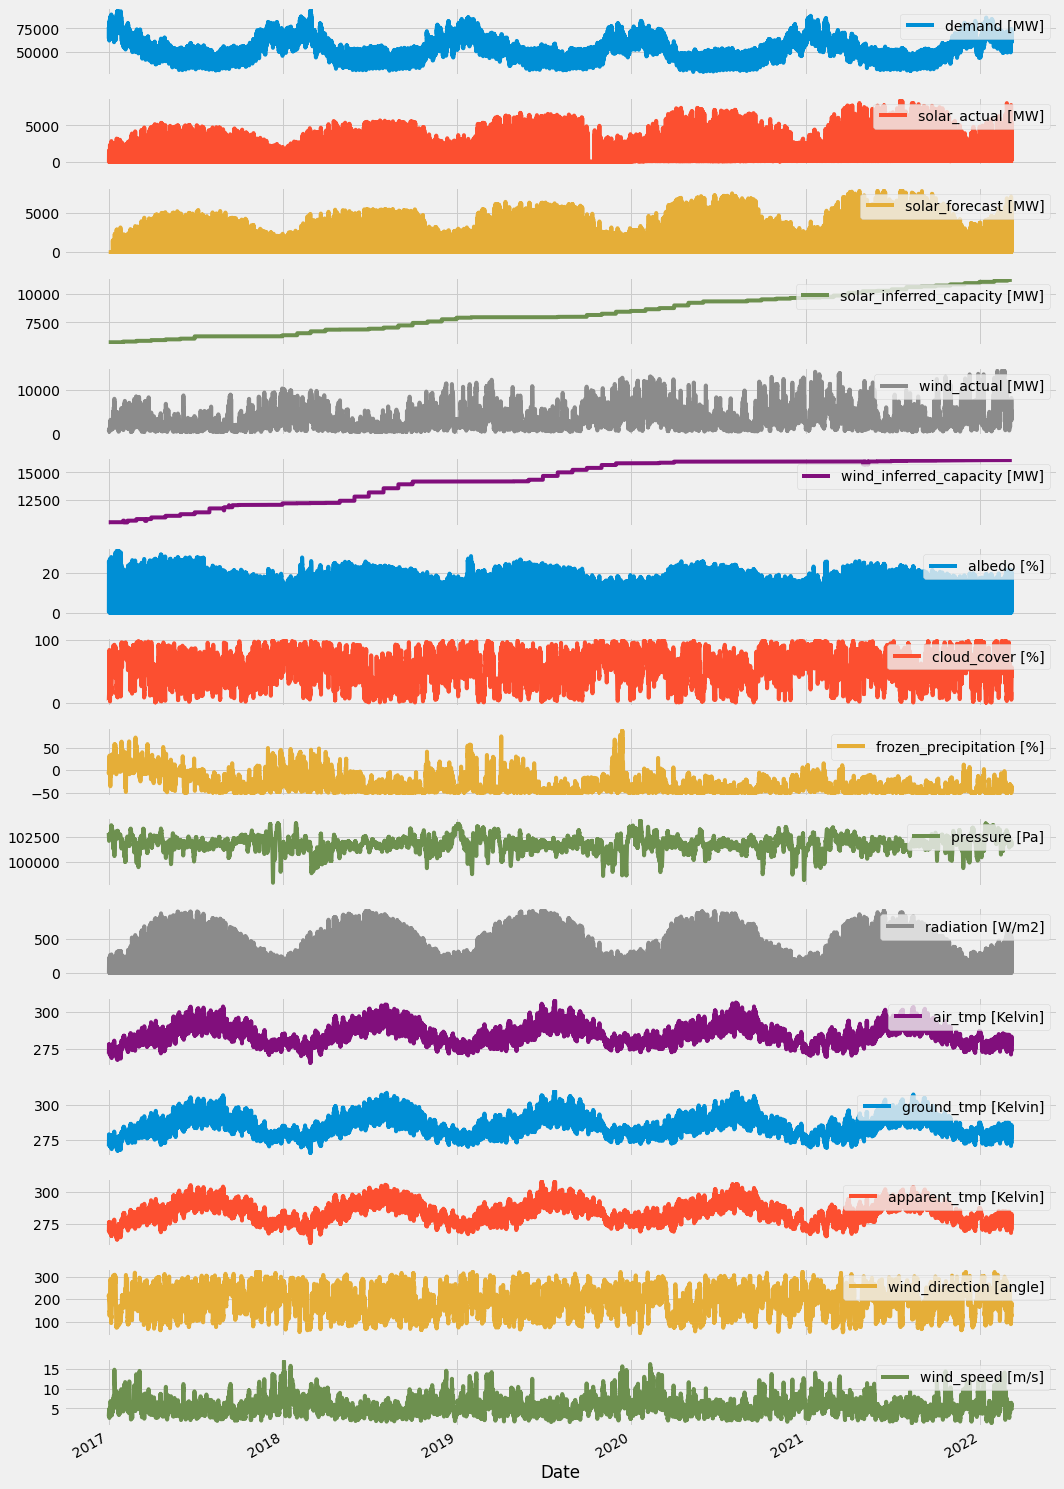 75000
50000
demand [MW]
5000
0
solar_actual [MW]
5000
0
solar_forecast [MW]
10000
7500
solar_inferred_capacity [MW]
10000
0
wind_actual [MW]
15000
12500
wind_inferred_capacity [MW]
20
0
albedo [%]
100
0
cloud_cover [%]
50
0
−50
frozen_precipitation [%]
102500
100000
pressure [Pa]
500
0
radiation [W/m2]
300
275
air_tmp [Kelvin]
300
275
ground_tmp [Kelvin]
300
275
apparent_tmp [Kelvin]
300
200
100
wind_direction [angle]
15
10
5
wind_speed [m/s]
2017 2018 2019 2020 2021 2022
Date